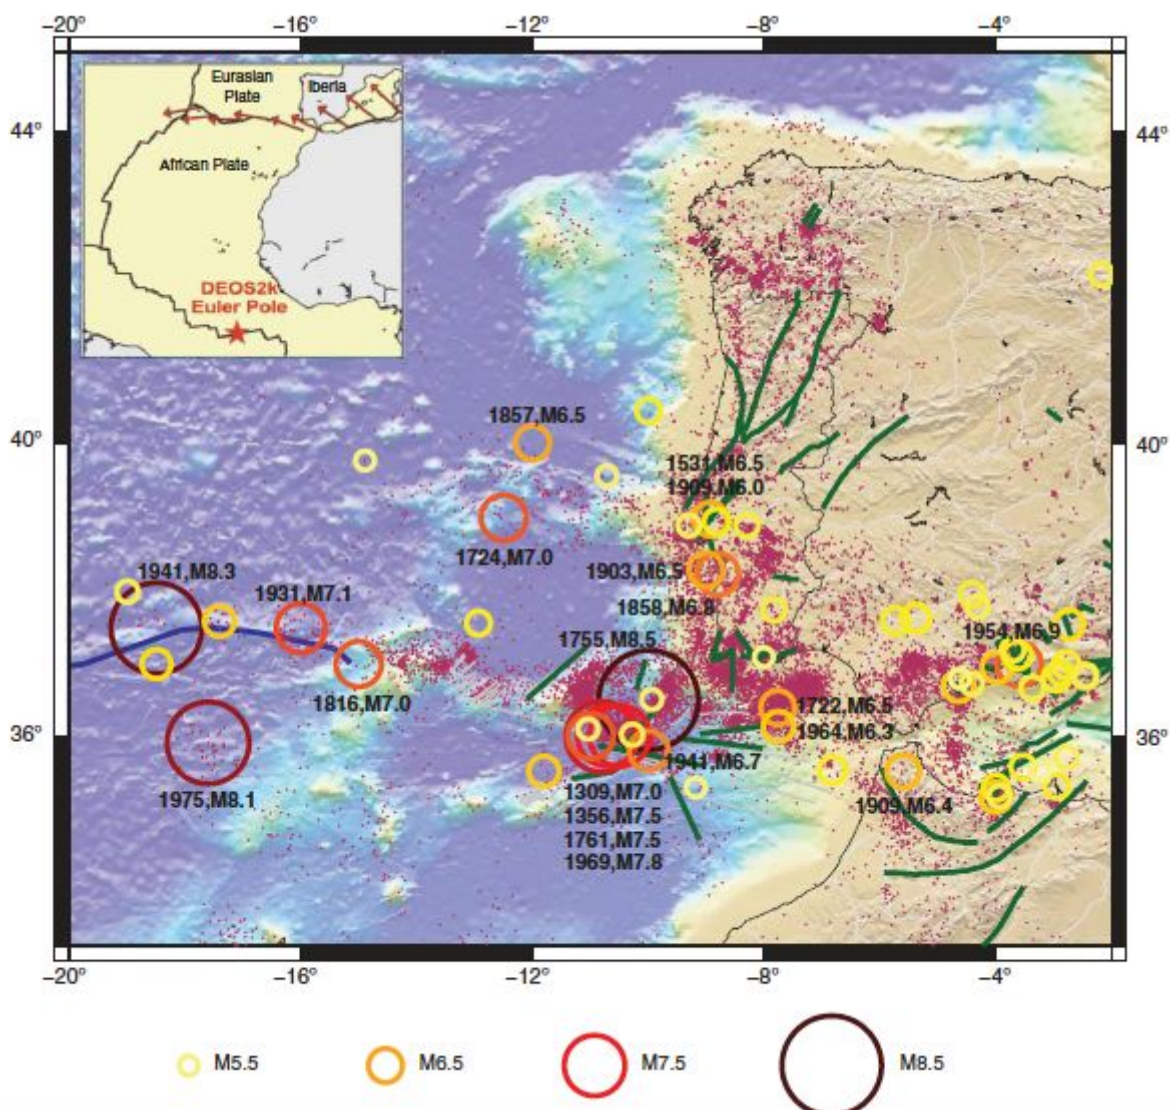 −20° −16° −12° −8° −4°
Eurasian
Plate
Iberia
African Plate
DEOS2k
Euler Pole
44° 44°
1857,M6.5
40° 40°
1531,M6.5
1909,M6.0
1724,M7.0
1903,M6.5
1941,M8.3
1931,M7.1
1858,M6.8
1954,M6.9
1755,M8.5
1816,M7.0
1722,M6.5
36° 36°
1964,M6.3
1941,M6.7
1975,M8.1
1309,M7.0
1909,M6.4
1356,M7.5
1761,M7.5
1969,M7.8
−20° −16° −12° −8° −4°
M5.5 M6.5 M7.5 M8.5